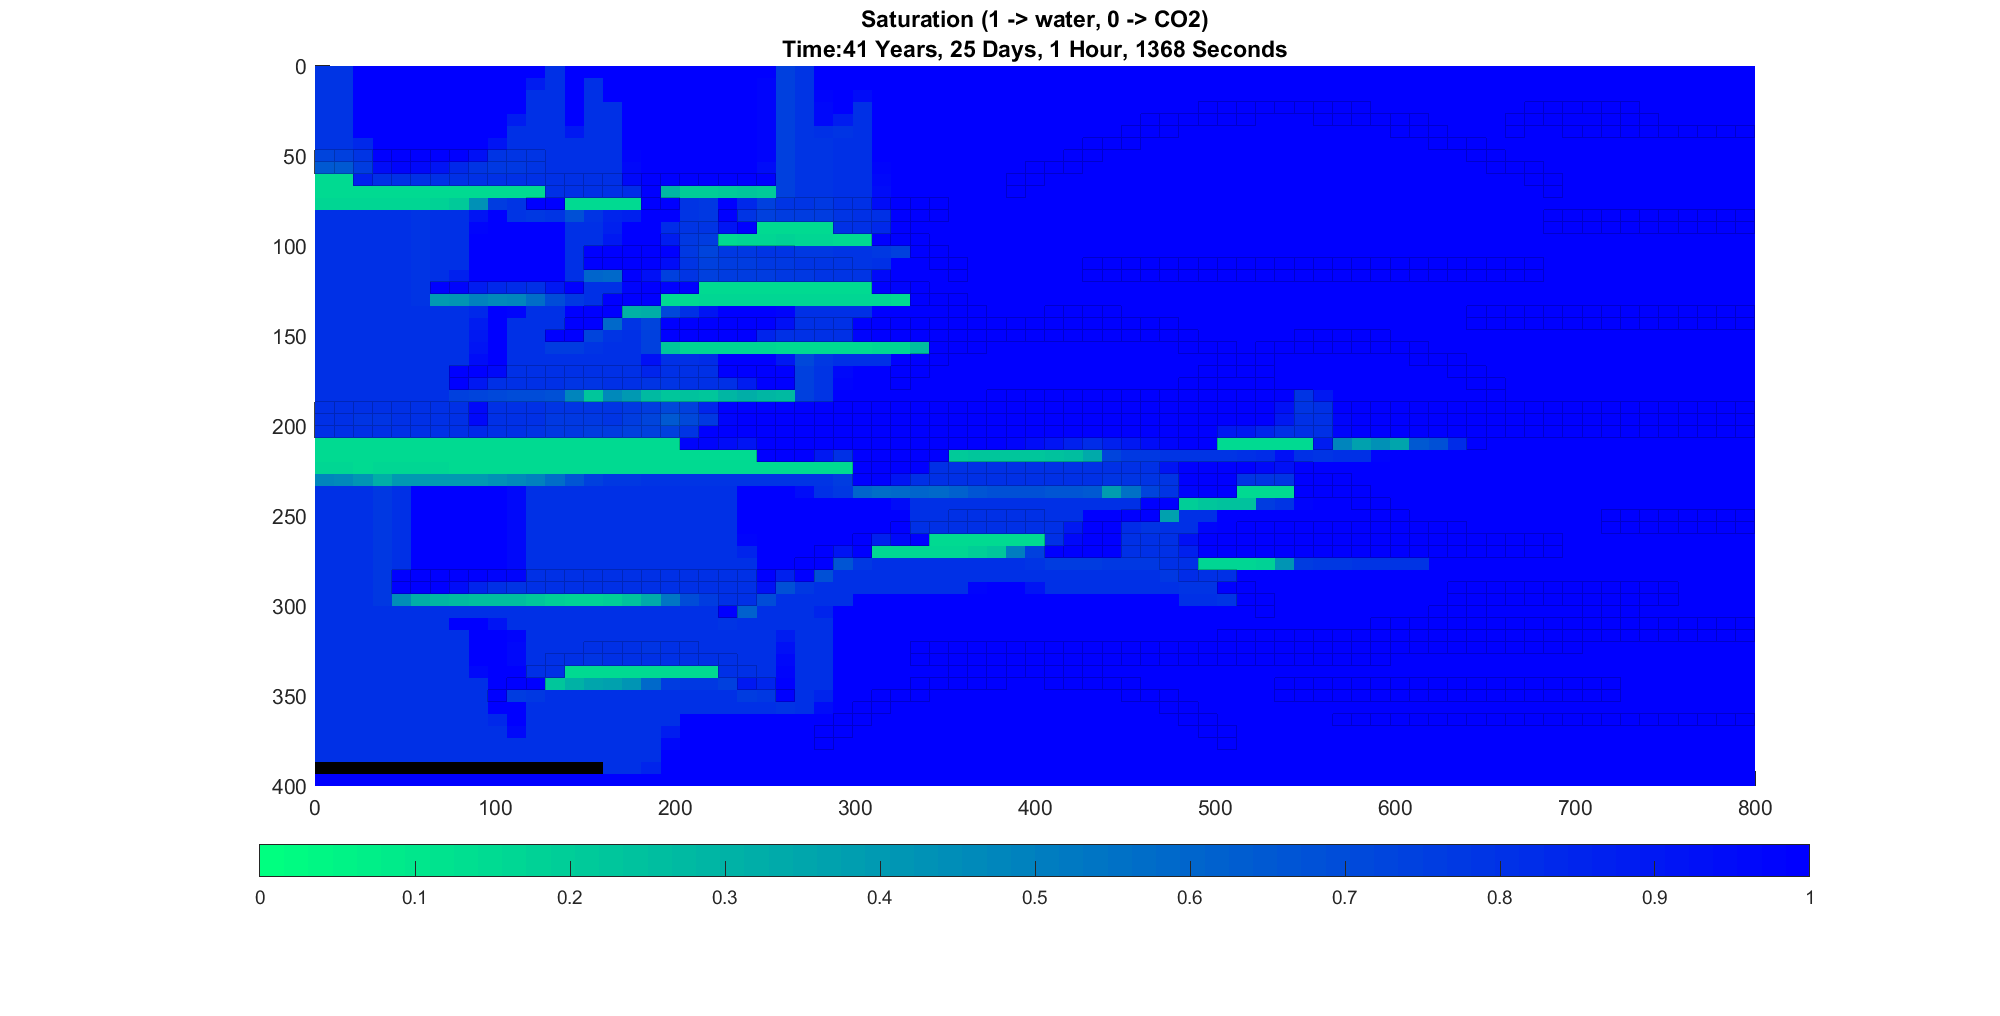 Saturation (1 -> water, 0 -> CO2)
Time:41 Years, 25 Days, 1 Hour, 1368 Seconds
0
50
100
150
200
250
300
350
400
0 100 200 300 400 500 600 700 800
0 0.1 0.2 0.3 0.4 0.5 0.6 0.7 0.8 0.9 1